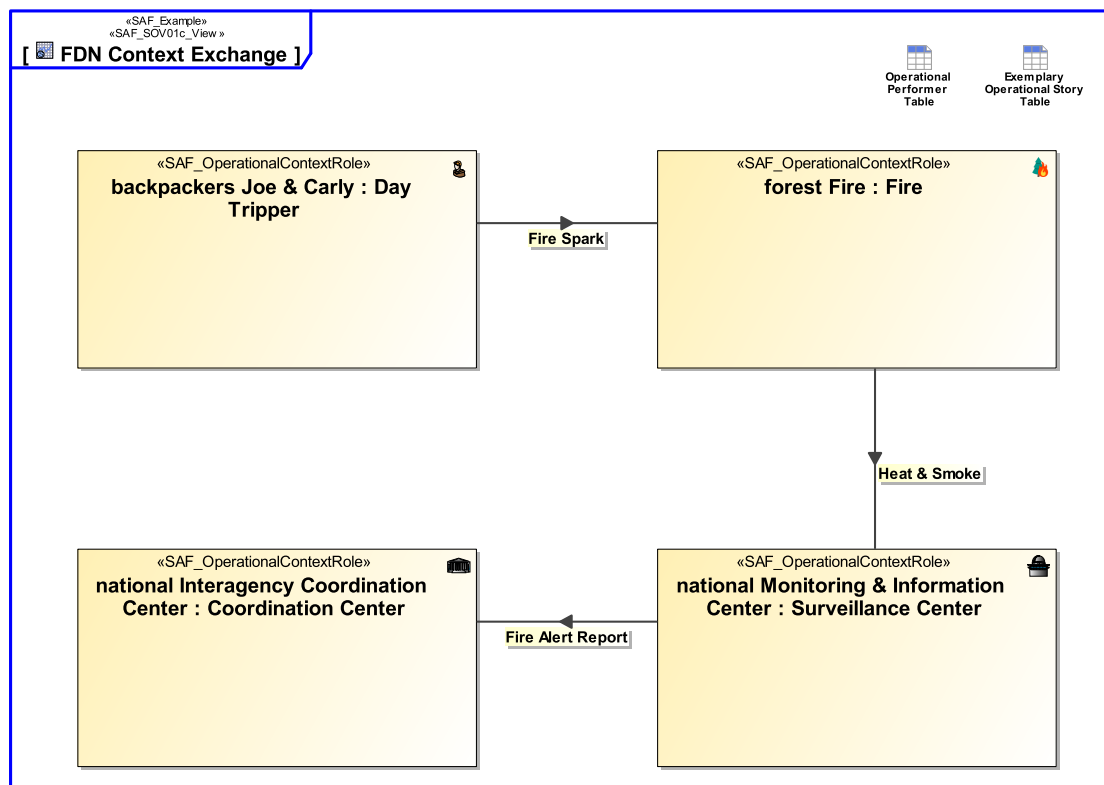 «SAF_Example»
«SAF_SOV01c_View »
[ FDN Context Exchange ]
Operational
Performer
Table
Exemplary
Operational Story
Table
«SAF_OperationalContextRole»
backpackers Joe & Carly : Day
Tripper
Fire Spark
«SAF_OperationalContextRole»
forest Fire : Fire
Heat & Smoke
«SAF_OperationalContextRole»
national Interagency Coordination
Center : Coordination Center
Fire Alert Report
«SAF_OperationalContextRole»
national Monitoring & Information
Center : Surveillance Center